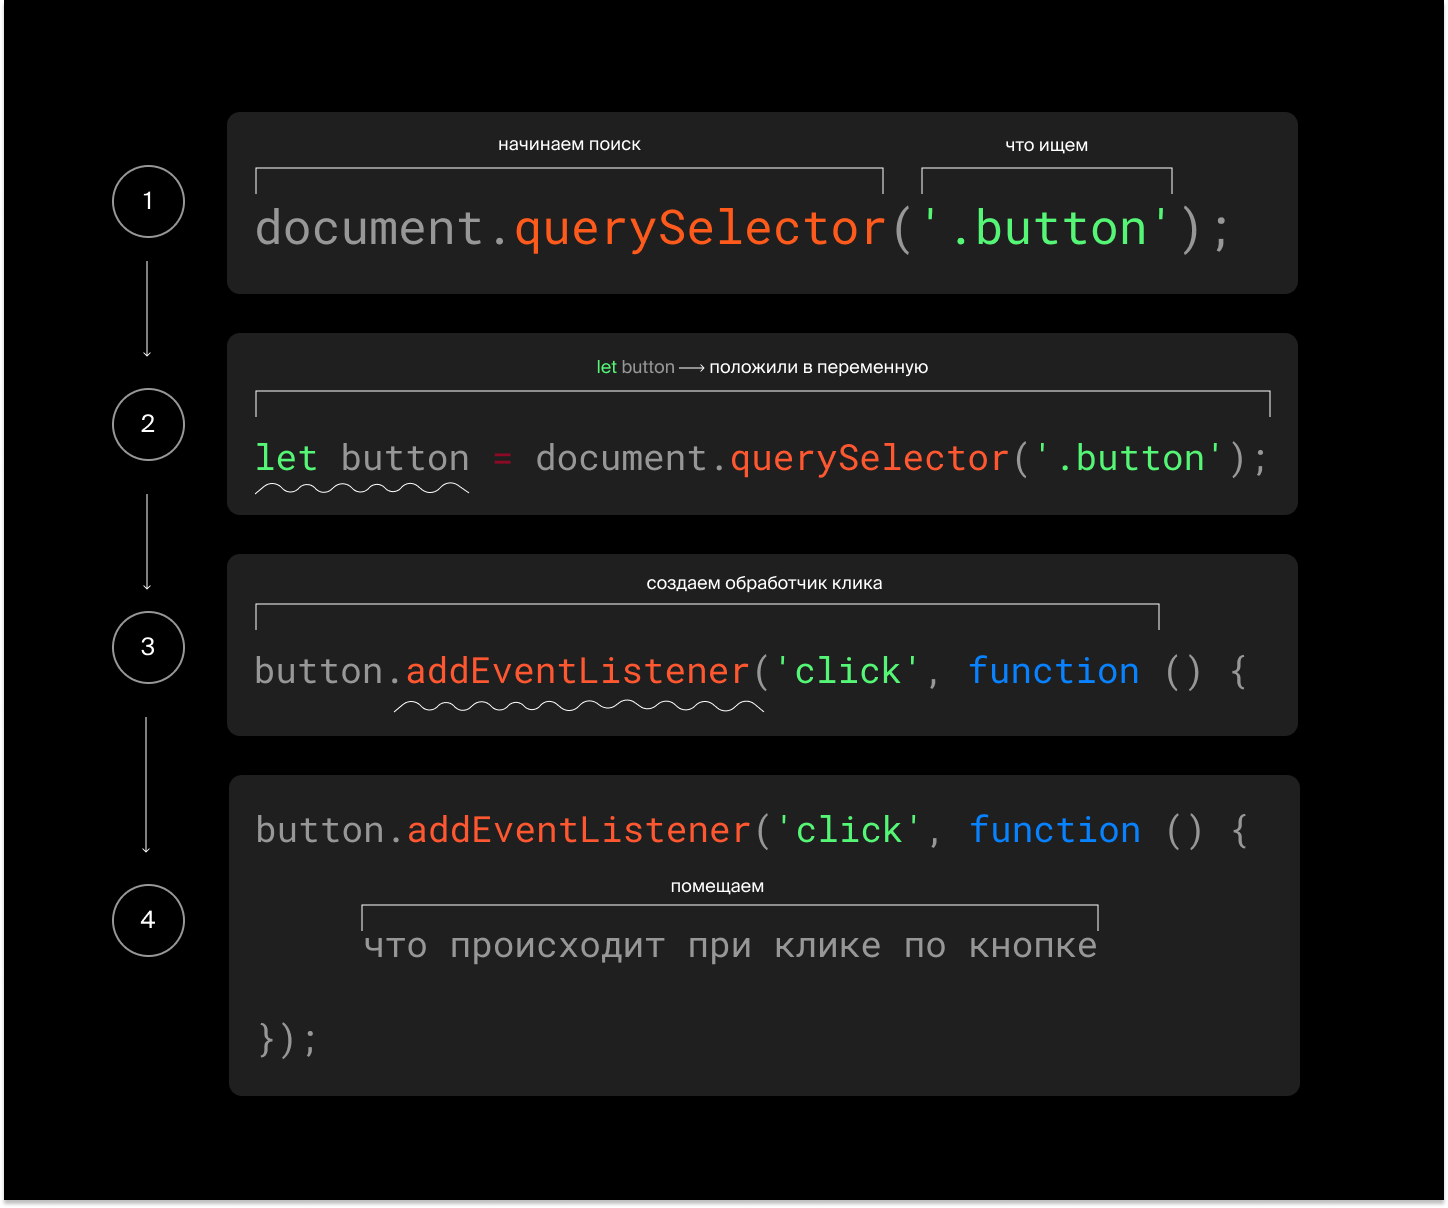 начинаем поиск
что ищем
1
document.querySelector('.button');
let button → положили в переменную
2
let button = document.querySelector('.button');
создаем обработчик клика
3
button.addEventListener('click', function () {
button.addEventListener('click', function () {
помещаем
4
что происходит при клике по кнопке
});